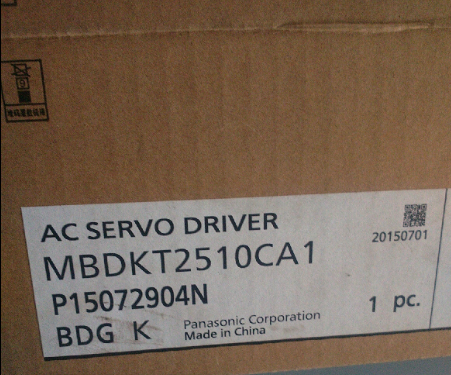 AC SERVO DRIVER
20150701
MBDKT2510CA1
P15072904N
1 pc.
BDG K
Panasonic Corporation
Made in China